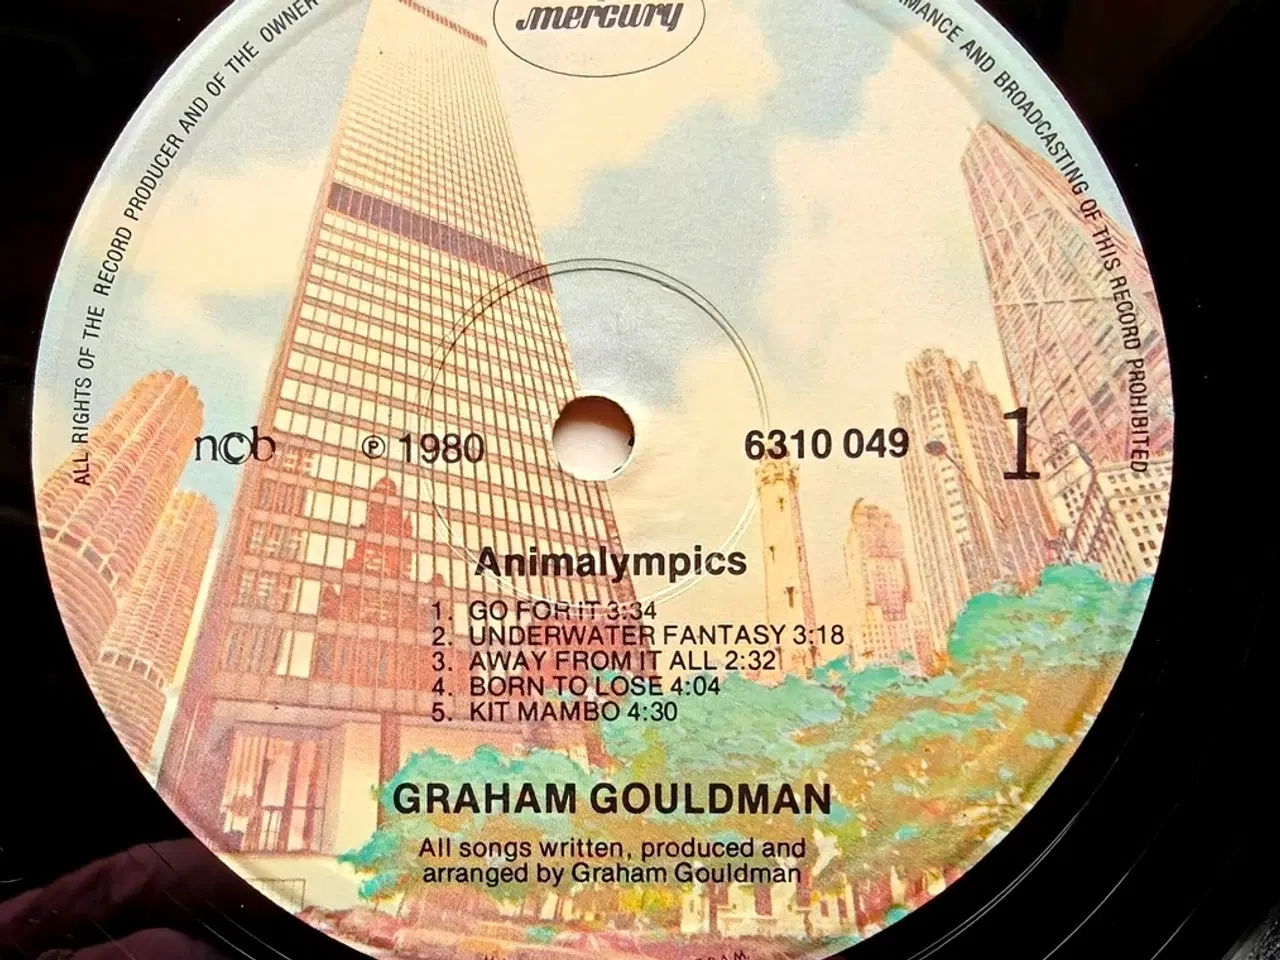 mercury
ALL RIGHTS OF THE RECORD PRODUCER AND OF THE OWNER
MANCE AND BROADCASTING OF THIS RECORD PROHIBITED
ncb
℗ 1980
6310 049
1
Animalympics
1. GO FOR IT 3:34
2. UNDERWATER FANTASY 3:18
3. AWAY FROM IT ALL 2:32
4. BORN TO LOSE 4:04
5. KIT MAMBO 4:30
GRAHAM GOULDMAN
All songs written, produced and
arranged by Graham Gouldman